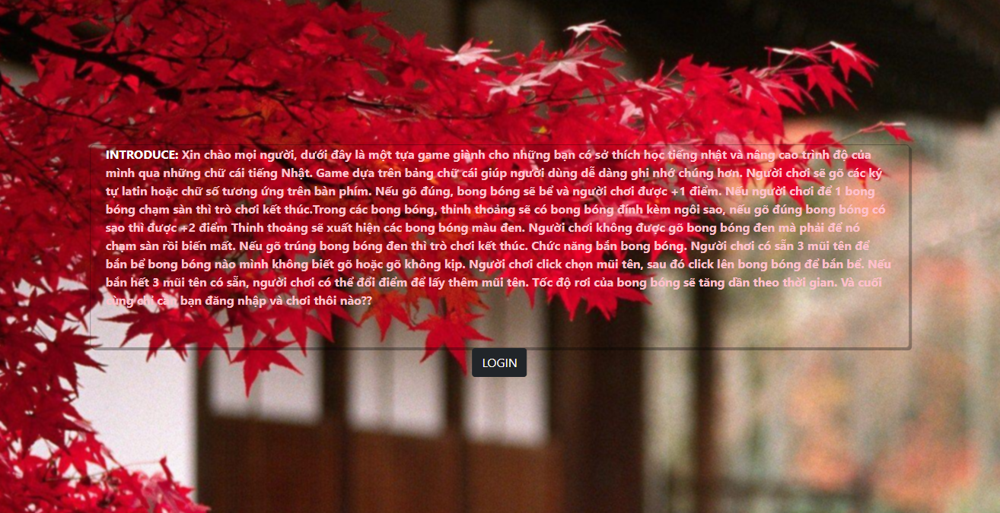 INTRODUCE: Xin chào mọi người, dưới đây là một tựa game giành cho những bạn có sở thích học tiếng nhật và nâng cao trình độ của
mình qua những chữ cái tiếng Nhật. Game dựa trên bảng chữ cái giúp người dùng dễ dàng ghi nhớ chúng hơn. Người chơi sẽ gõ các ký
tự latin hoặc chữ số tương ứng trên bàn phím. Nếu gõ đúng, bong bóng sẽ bể và người chơi được +1 điểm. Nếu người chơi để 1 bong
bóng chạm sàn thì trò chơi kết thúc.Trong các bong bóng, thỉnh thoảng sẽ có bong bóng đính kèm ngôi sao, nếu gõ đúng bong bóng có
sao thì được +2 điểm Thỉnh thoảng sẽ xuất hiện các bong bóng màu đen. Người chơi không được gõ bong bóng đen mà phải để nó
chạm sàn rồi biến mất. Nếu gõ trúng bong bóng đen thì trò chơi kết thúc. Chức năng bắn bong bóng. Người chơi có sẵn 3 mũi tên để
bắn bể bong bóng nào mình không biết gõ hoặc gõ không kịp. Người chơi click chọn mũi tên, sau đó click lên bong bóng để bắn bể. Nếu
bắn hết 3 mũi tên có sẵn, người chơi có thể đổi điểm để lấy thêm mũi tên. Tốc độ rơi của bong bóng sẽ tăng dần theo thời gian. Và cuối
cùng chỉ cần bạn đăng nhập và chơi thôi nào??
LOGIN